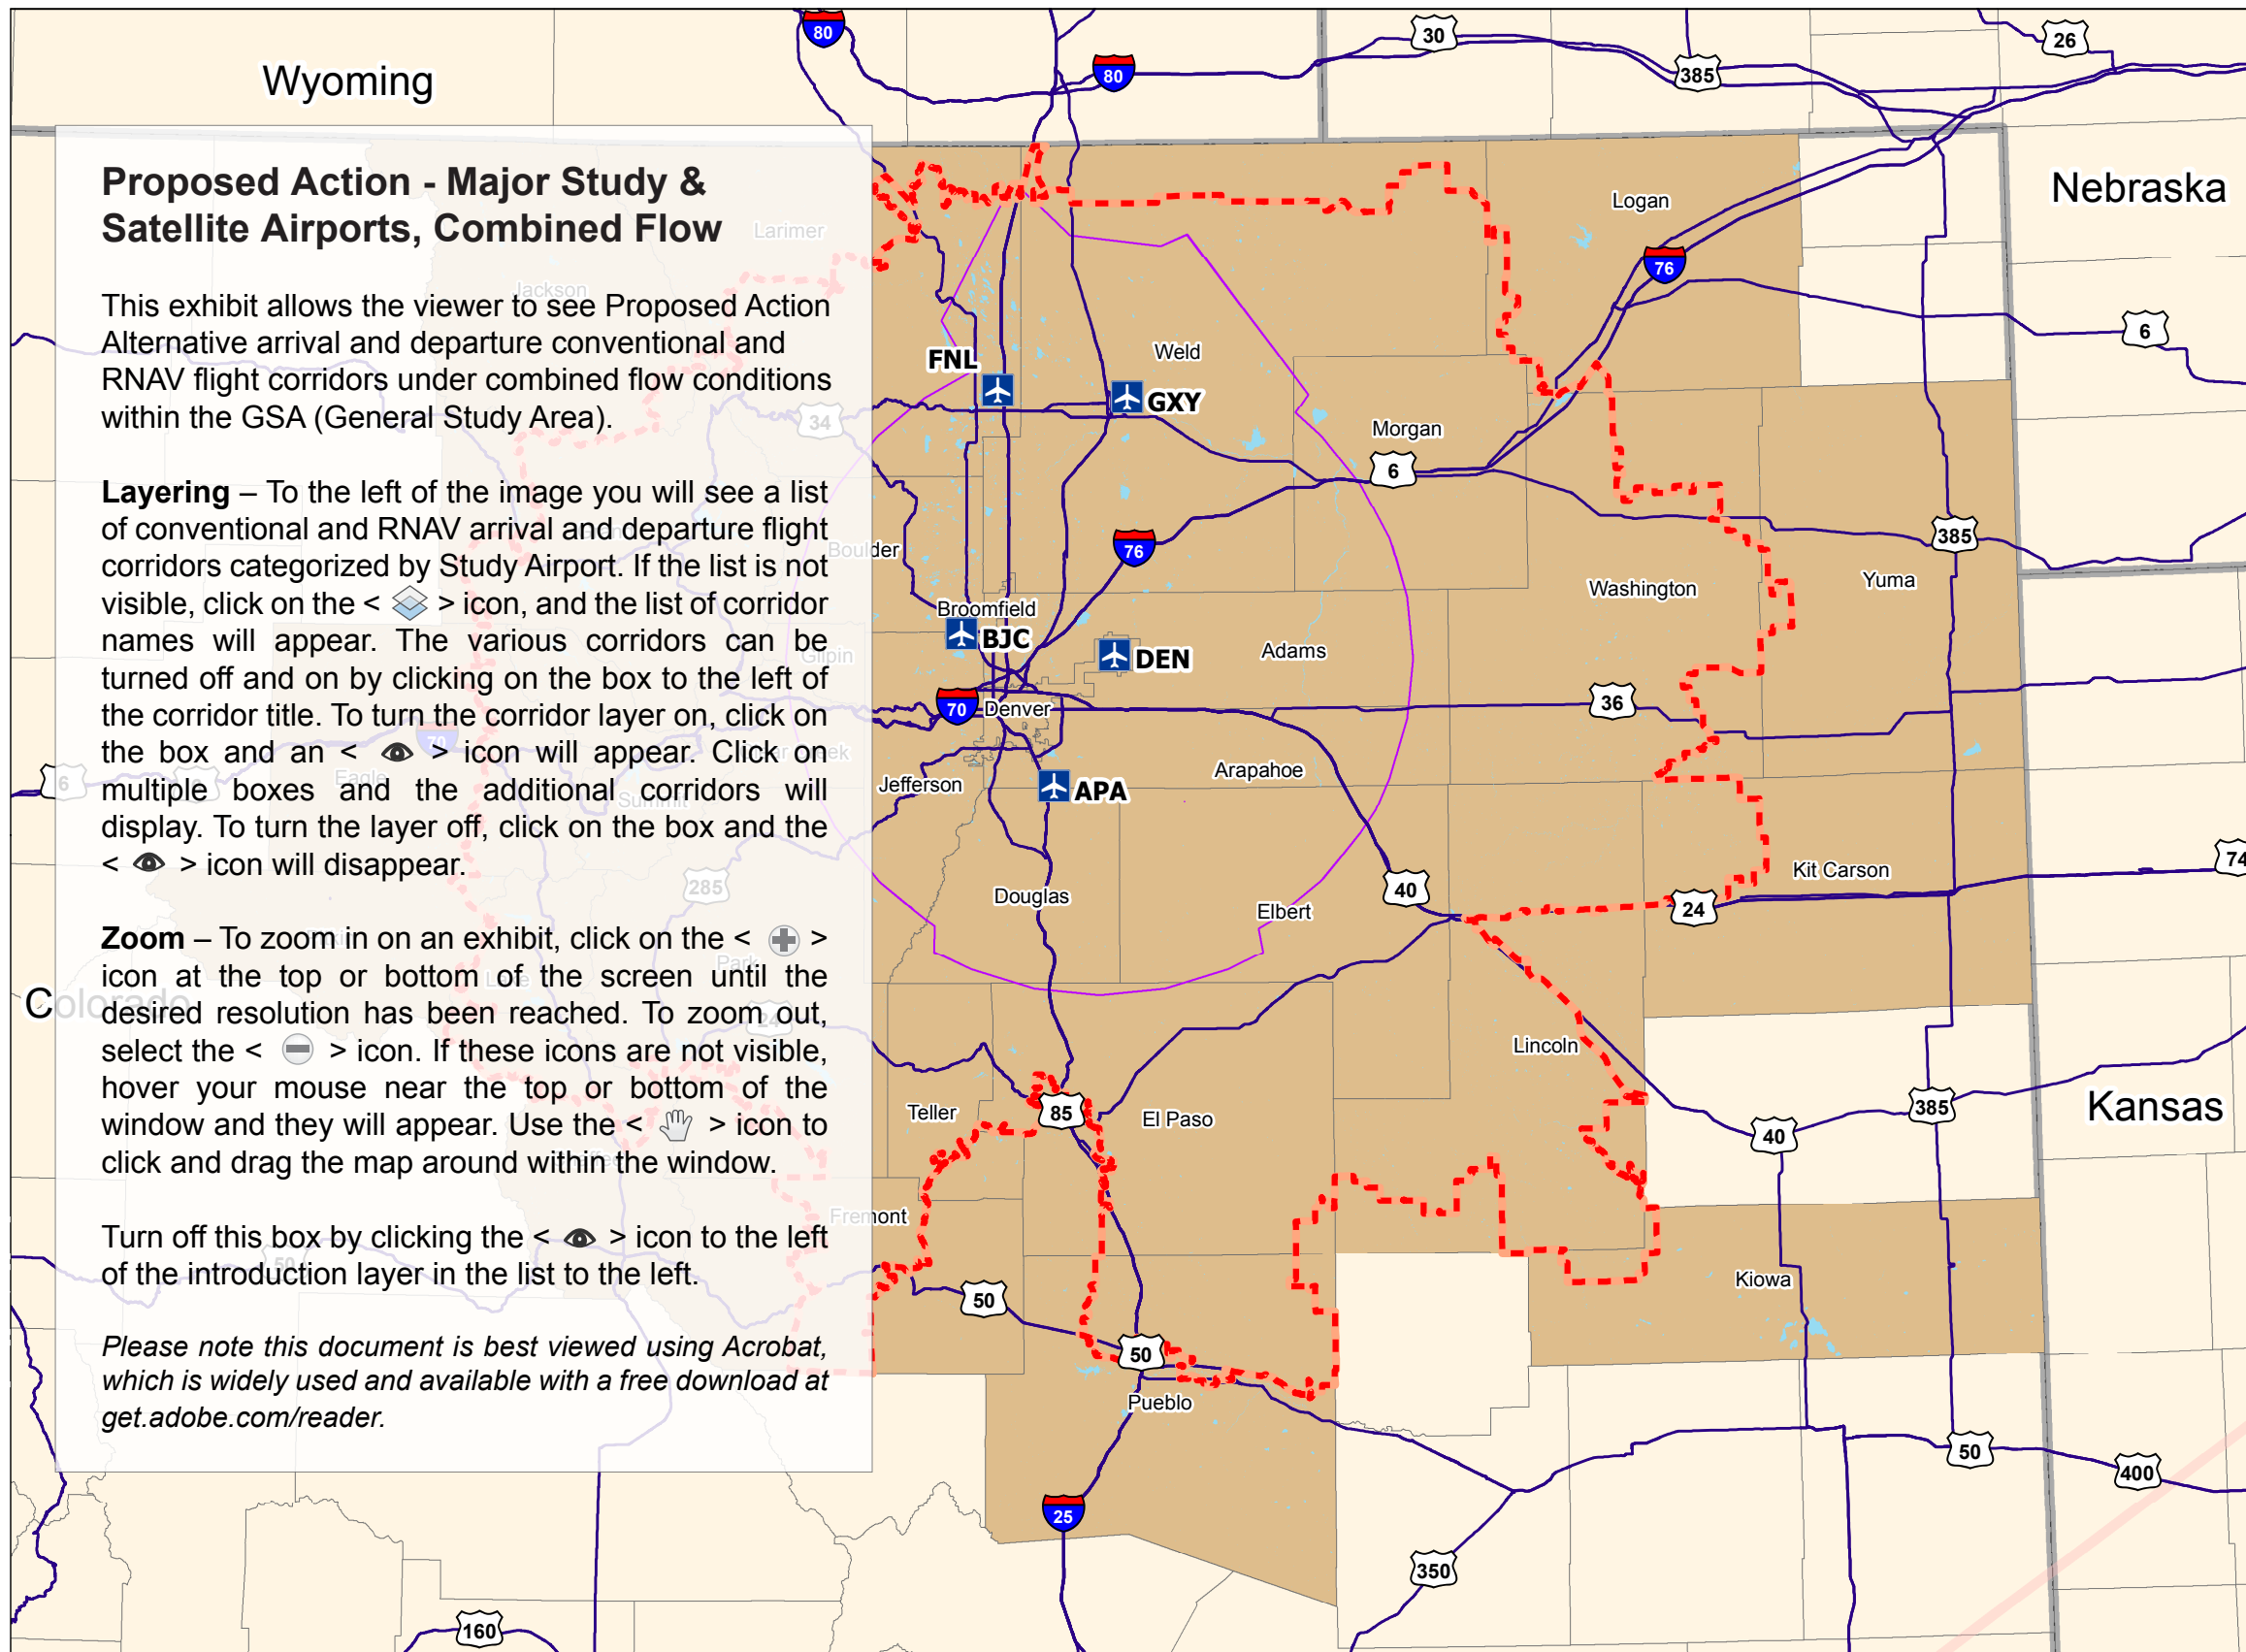 Proposed Action - Major Study &
Satellite Airports, Combined Flow
This exhibit allows the viewer to see Proposed Action
Alternative arrival and departure conventional and
RNAV flight corridors under combined flow conditions
within the GSA (General Study Area).
Layering – To the left of the image you will see a list
of conventional and RNAV arrival and departure flight
corridors categorized by Study Airport. If the list is not
visible, click on the < > icon, and the list of corridor
names will appear. The various corridors can be
turned off and on by clicking on the box to the left of
the corridor title. To turn the corridor layer on, click on
the box and an < > icon will appear. Click on
multiple boxes and the additional corridors will
display. To turn the layer off, click on the box and the
< > icon will disappear.
Zoom – To zoom in on an exhibit, click on the < >
icon at the top or bottom of the screen until the
desired resolution has been reached. To zoom out,
select the < > icon. If these icons are not visible,
hover your mouse near the top or bottom of the
window and they will appear. Use the < > icon to
click and drag the map around within the window.
Turn off this box by clicking the < > icon to the left
of the introduction layer in the list to the left.
Please note this document is best viewed using Acrobat,
which is widely used and available with a free download at
get.adobe.com/reader.
Wyoming
Nebraska
Kansas
Colorado
80
80
30
385
26
Larimer
Jackson
Logan
76
6
FNL
Weld
GXY
34
Morgan
6
Boulder
76
385
Washington
Yuma
Broomfield
BJC
DEN
Adams
Gilpin
70
Denver
36
70
6
Eagle
Summit
Jefferson
APA
Arapahoe
285
Douglas
Elbert
40
24
Kit Carson
74
Park
Lake
24
Lincoln
Teller
85
El Paso
40
385
Fremont
50
50
Kiowa
50
Pueblo
50
400
25
350
160